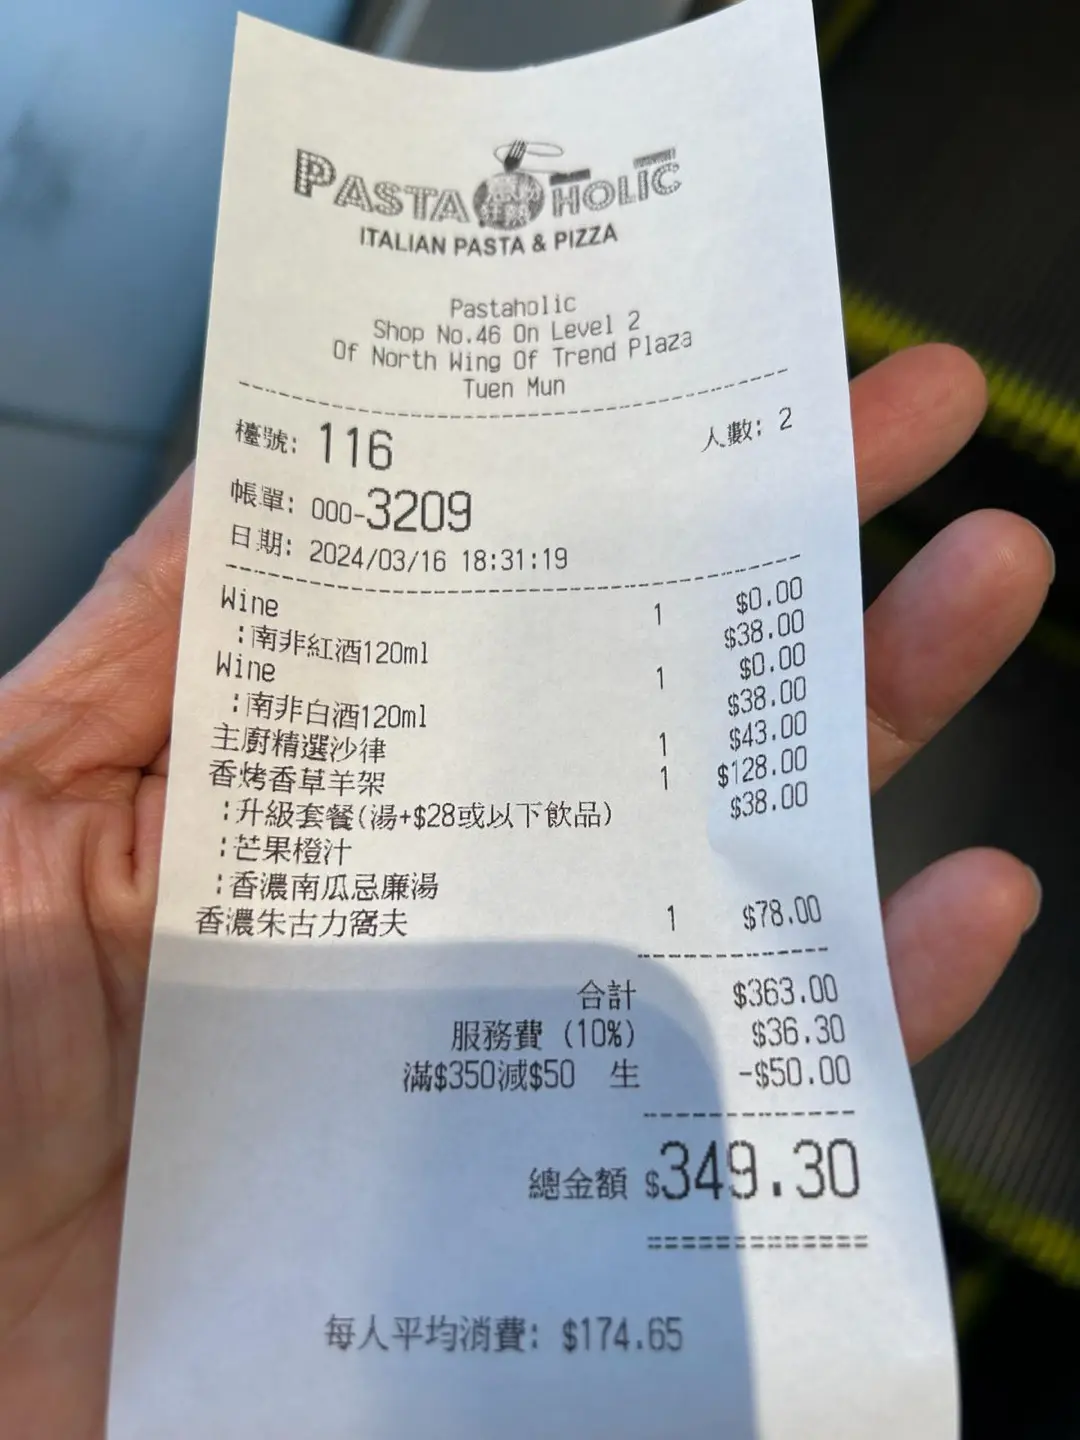 PASTAHOLIC
ITALIAN PASTA & PIZZA
Pastaholic
Shop No.46 On Level 2
Of North Wing Of Trend Plaza
Tuen Mun
檯號: 116 人數: 2
帳單: 000-3209
日期: 2024/03/16 18:31:19
Wine 1 $0.00
:南非紅酒120ml $38.00
Wine 1 $0.00
:南非白酒120ml $38.00
主廚精選沙律 1 $43.00
香烤香草羊架 1 $128.00
:升級套餐(湯+$28或以下飲品) $38.00
:芒果橙汁
:香濃南瓜忌廉湯
香濃朱古力窩夫 1 $78.00
合計 $363.00
服務費 (10%) $36.30
滿$350減$50 生 -$50.00
總金額 $349.30
每人平均消費: $174.65